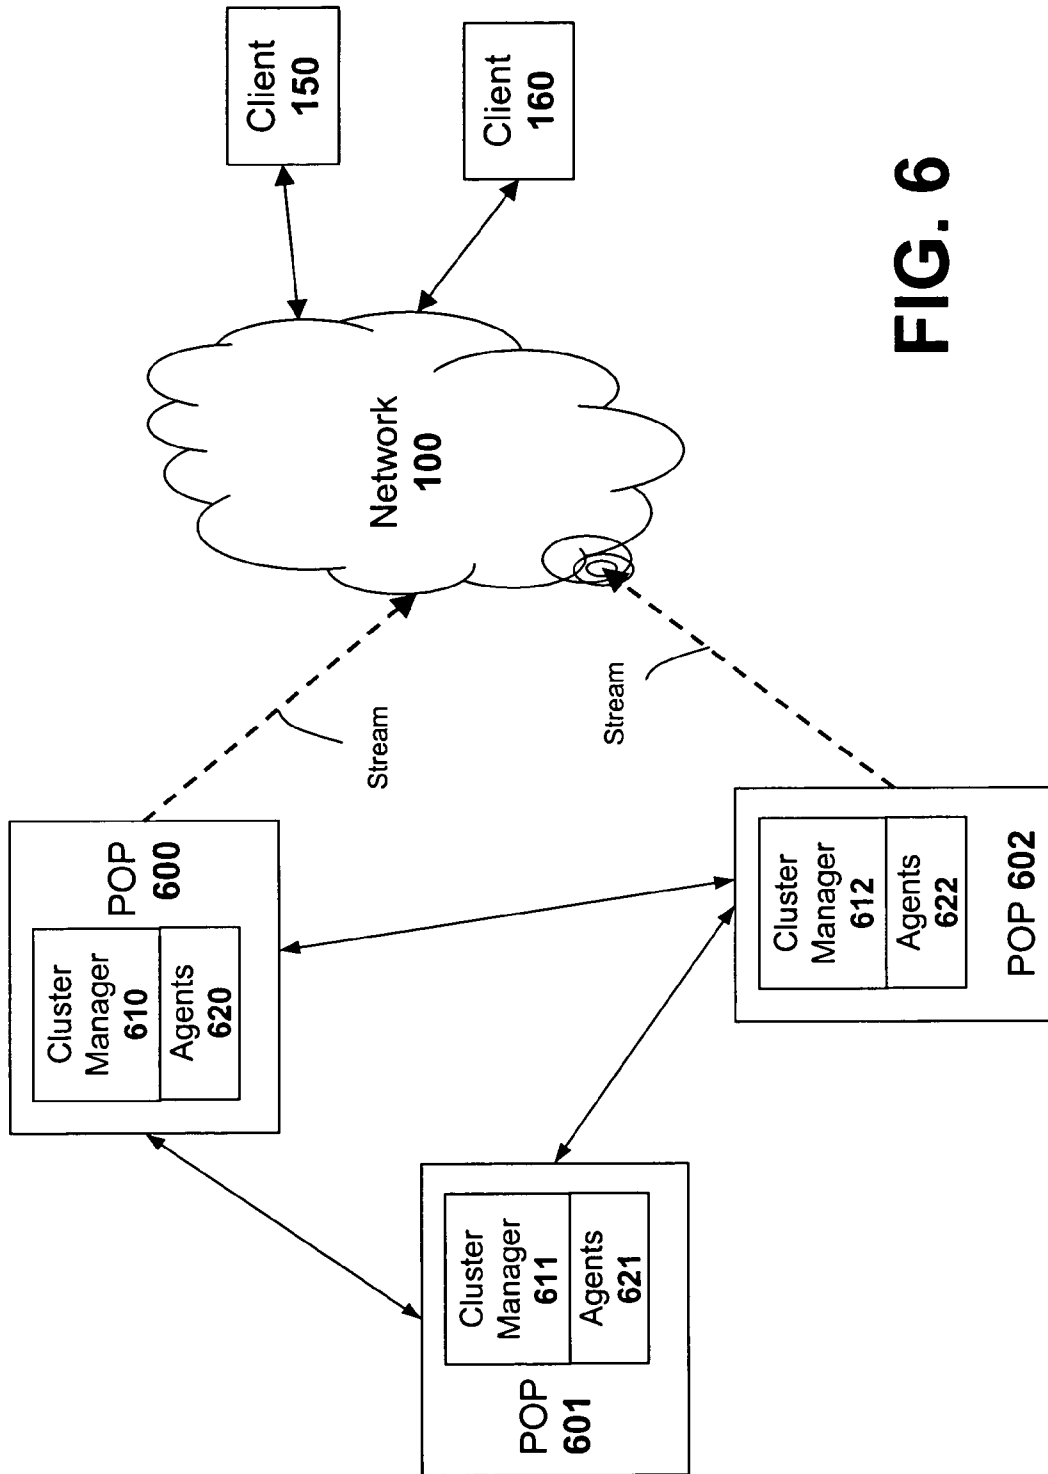 POP
601
Cluster
Manager
611
Agents
621
Cluster
Manager
610
Agents
620
POP
600
Cluster
Manager
612
Agents
622
POP 602
Stream
Stream
Network
100
Client
150
Client
160
FIG. 6